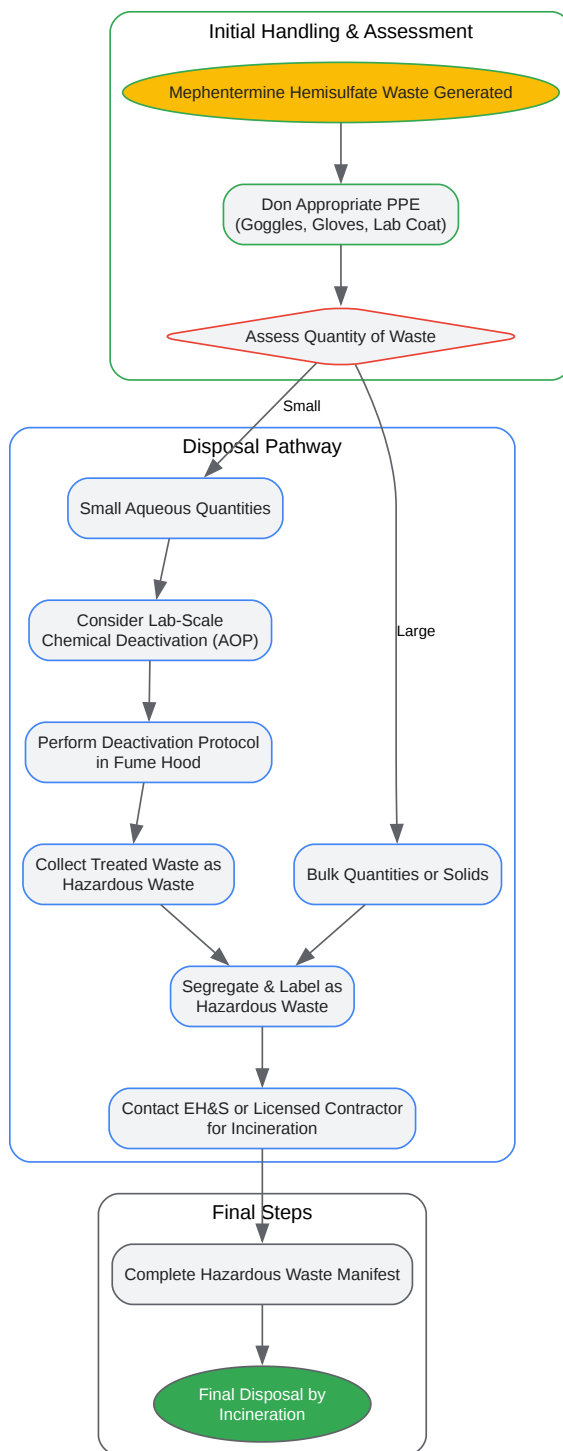 Initial Handling & Assessment
Mephentermine Hemisulfate Waste Generated
Don Appropriate PPE
(Goggles, Gloves, Lab Coat)
Assess Quantity of Waste
Small
Disposal Pathway
Small Aqueous Quantities
Consider Lab-Scale
Chemical Deactivation (AOP)
Large
Perform Deactivation Protocol
in Fume Hood
Collect Treated Waste as
Hazardous Waste
Bulk Quantities or Solids
Segregate & Label as
Hazardous Waste
Contact EH&S or Licensed Contractor
for Incineration
Final Steps
Complete Hazardous Waste Manifest
Final Disposal by
Incineration